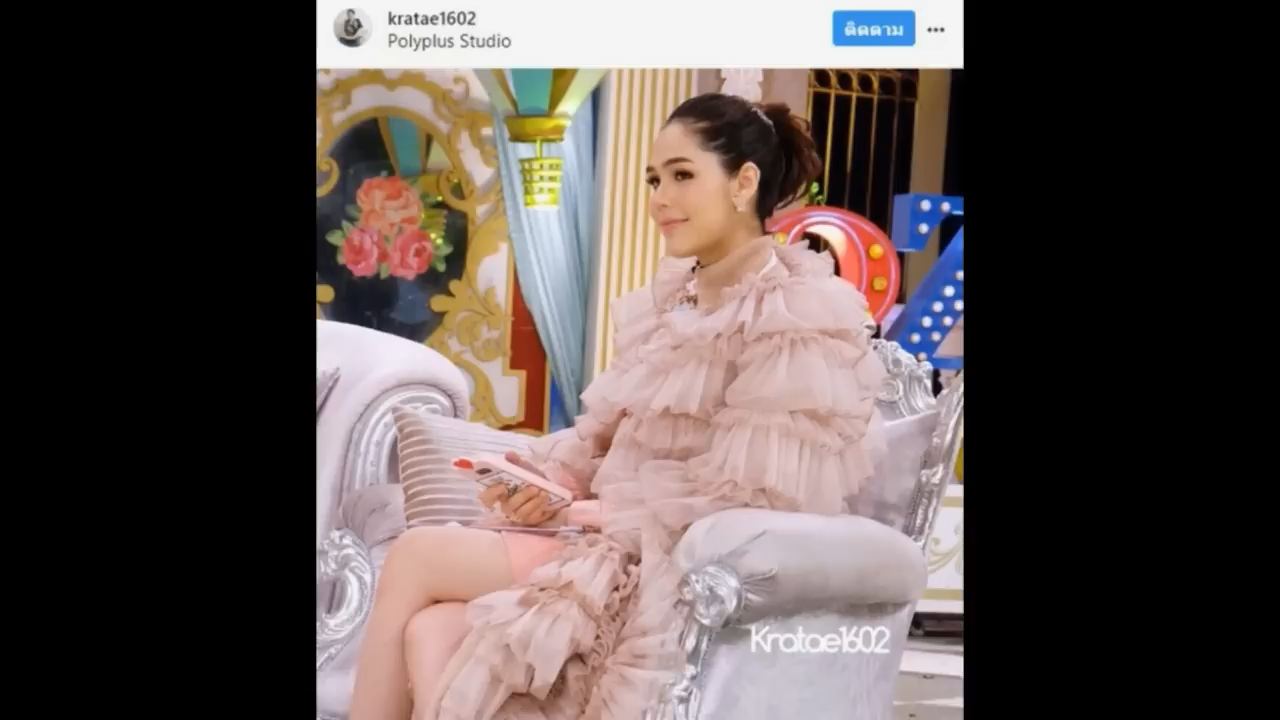 kratae1602
Polyplus Studio
ติดตาม
Kratae1602